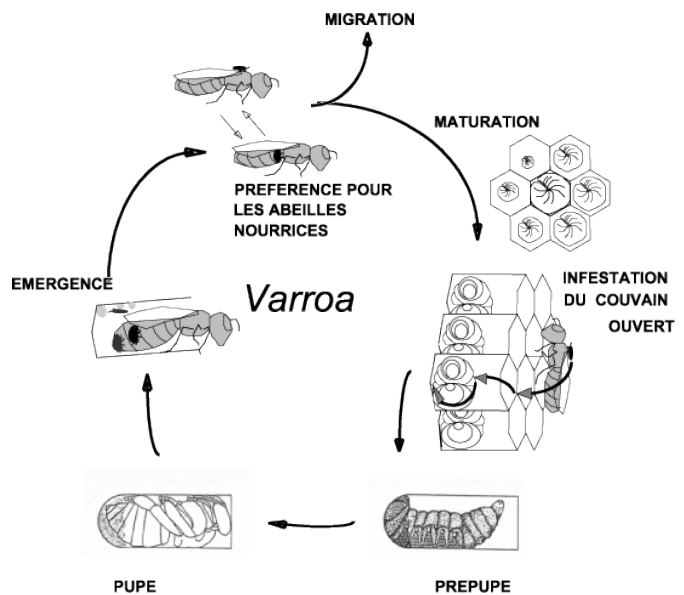 MIGRATION
MATURATION
PREFERENCE POUR
LES ABEILLES
NOURRICES
EMERGENCE
Varroa
INFESTATION
DU COUVAIN
OUVERT
PUPE
PREPUPE